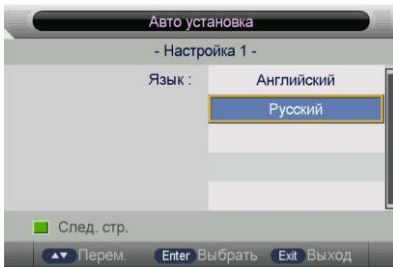 Авто установка
- Настройка 1 -
Язык : Английский
Русский
След. стр.
Перем. Enter Выбрать Exit Выход